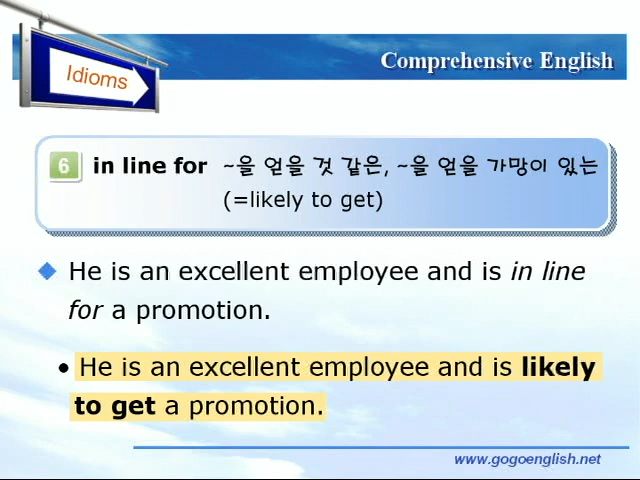 Idioms
Comprehensive English
6 in line for ~을 얻을 것 같은, ~을 얻을 가망이 있는
(=likely to get)
He is an excellent employee and is in line
for a promotion.
• He is an excellent employee and is likely
to get a promotion.
www.gogoenglish.net